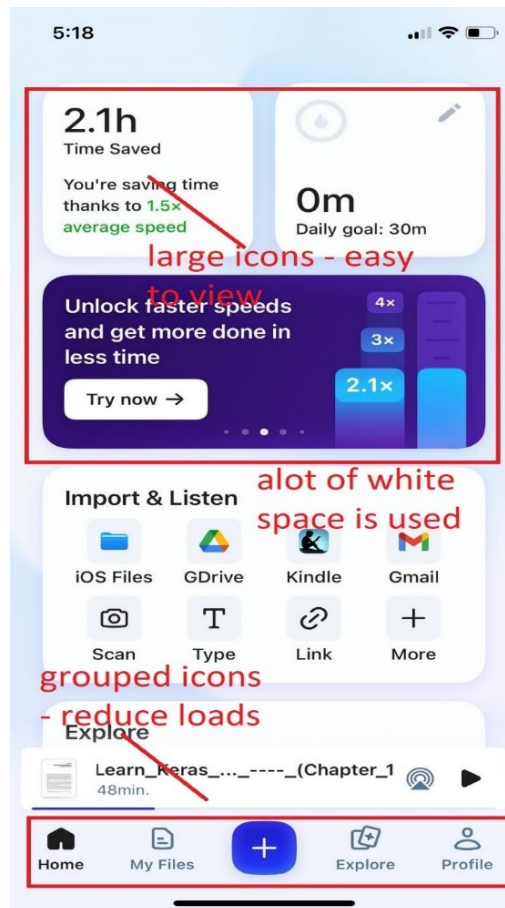 5:18
2.1h
Time Saved
You're saving time
thanks to 1.5×
average speed
0m
Daily goal: 30m
large icons - easy
to view
Unlock faster speeds
and get more done in
less time
Try now →
4×
3×
2.1×
alot of white
space is used
Import & Listen
iOS Files
GDrive
Kindle
Gmail
Scan
T
Type
Link
More
grouped icons
- reduce loads
Explore
Learn_Keras_..._----_(Chapter_1
48min.
Home
My Files
Explore
Profile